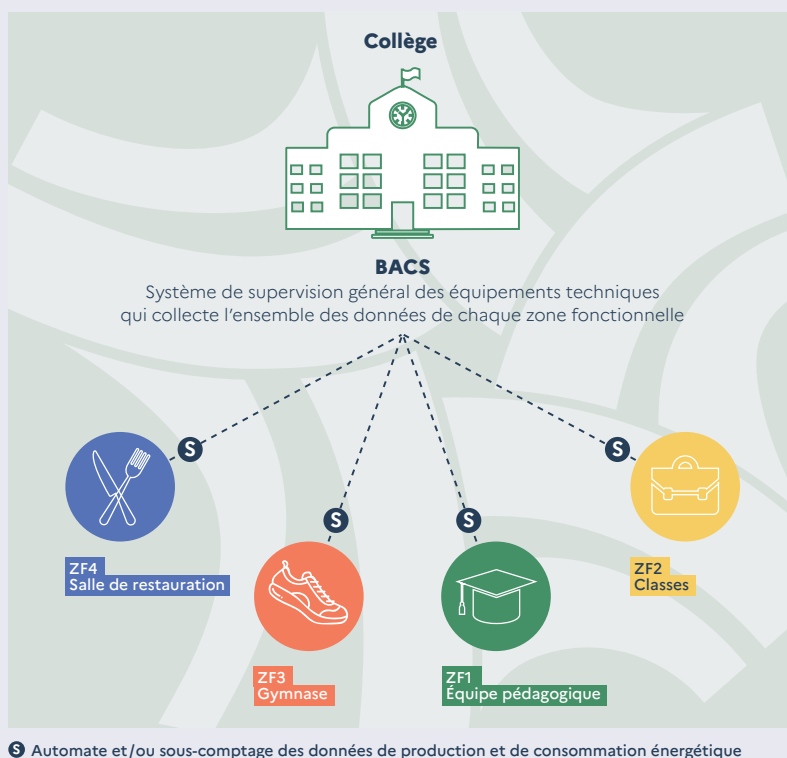 Collège
BACS
Système de supervision général des équipements techniques
qui collecte l'ensemble des données de chaque zone fonctionnelle
S
S
S
S
ZF4
Salle de restauration
ZF3
Gymnase
ZF1
Équipe pédagogique
ZF2
Classes
S Automate et/ou sous-comptage des données de production et de consommation énergétique